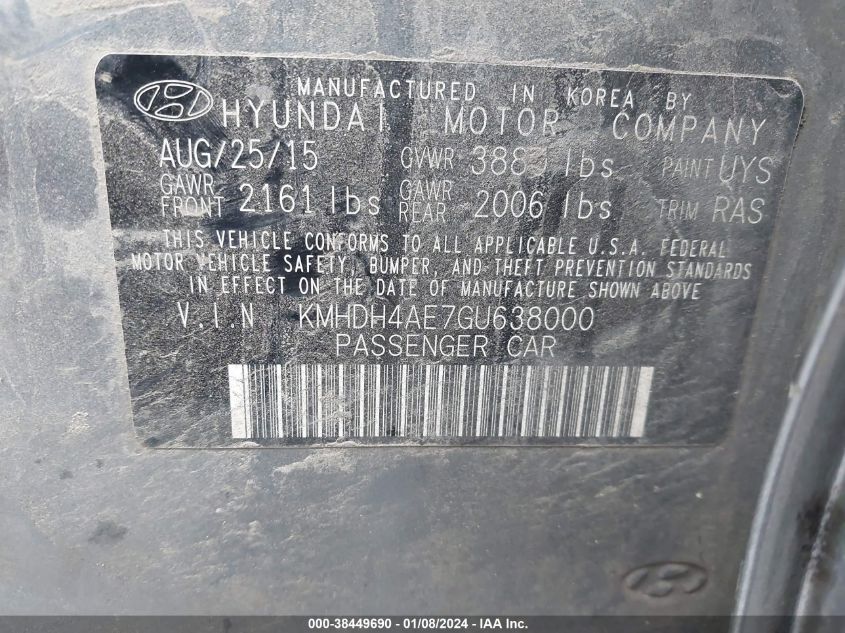 MANUFACTURED IN KOREA BY
HYUNDAI MOTOR COMPANY
AUG/25/15 GVWR lbs PAINT UYS
GAWR FRONT 2161 lbs GAWR REAR 2006 lbs TRIM RAS
THIS VEHICLE CONFORMS TO ALL APPLICABLE U.S.A. FEDERAL
MOTOR VEHICLE SAFETY, BUMPER, AND THEFT PREVENTION STANDARDS
IN EFFECT ON THE DATE OF MANUFACTURE SHOWN ABOVE.
V.I.N KMHDH4AE7GU638000
PASSENGER CAR
000-38449690 - 01/08/2024 - IAA Inc.